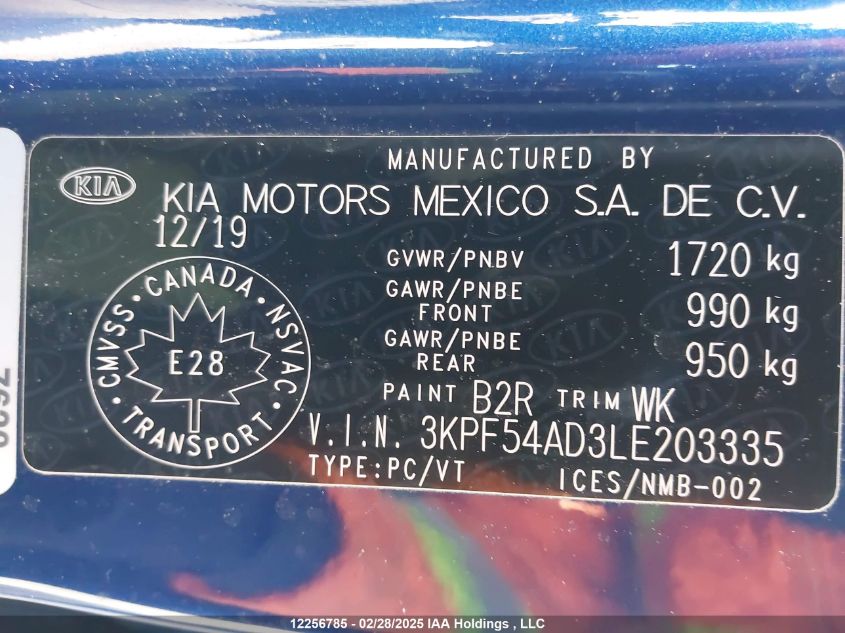 MANUFACTURED BY
KIA
KIA MOTORS MEXICO S.A. DE C.V.
12/19
GVWR/PNBV 1720 kg
GAWR/PNBE FRONT 990 kg
GAWR/PNBE REAR 950 kg
CMVSS · CANADA · NSVAC · TRANSPORT ·
E28
PAINT B2R TRIM WK
V.I.N. 3KPF54AD3LE203335
TYPE:PC/VT ICES/NMB-002
12256785 - 02/28/2025 IAA Holdings , LLC